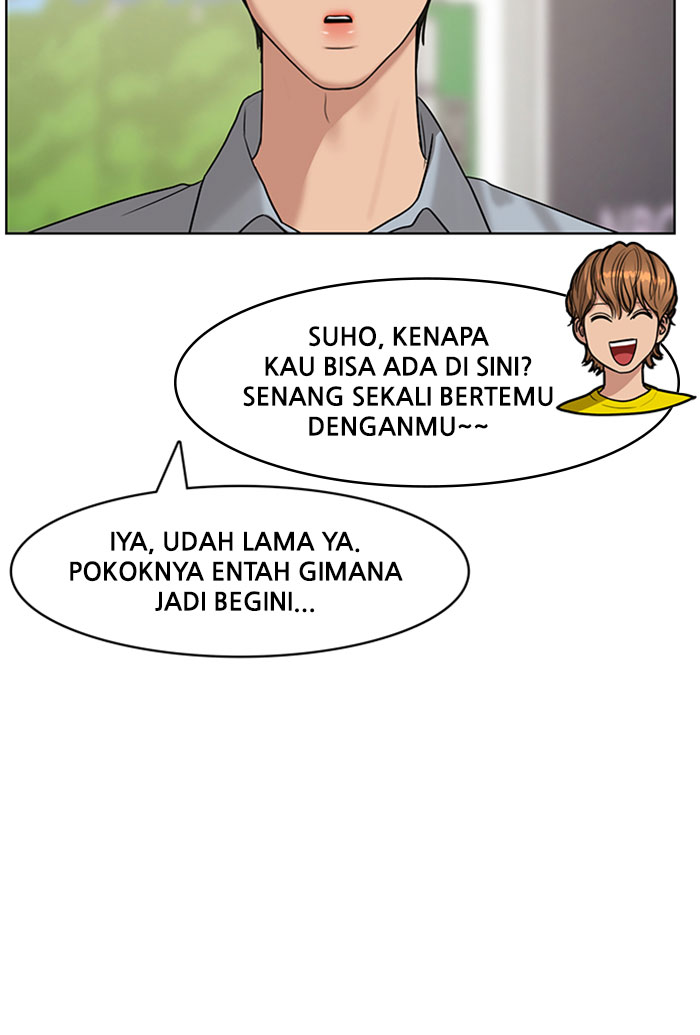 SUHO, KENAPA
KAU BISA ADA DI SINI?
SENANG SEKALI BERTEMU
DENGANMU~~
IYA, UDAH LAMA YA.
POKOKNYA ENTAH GIMANA
JADI BEGINI...